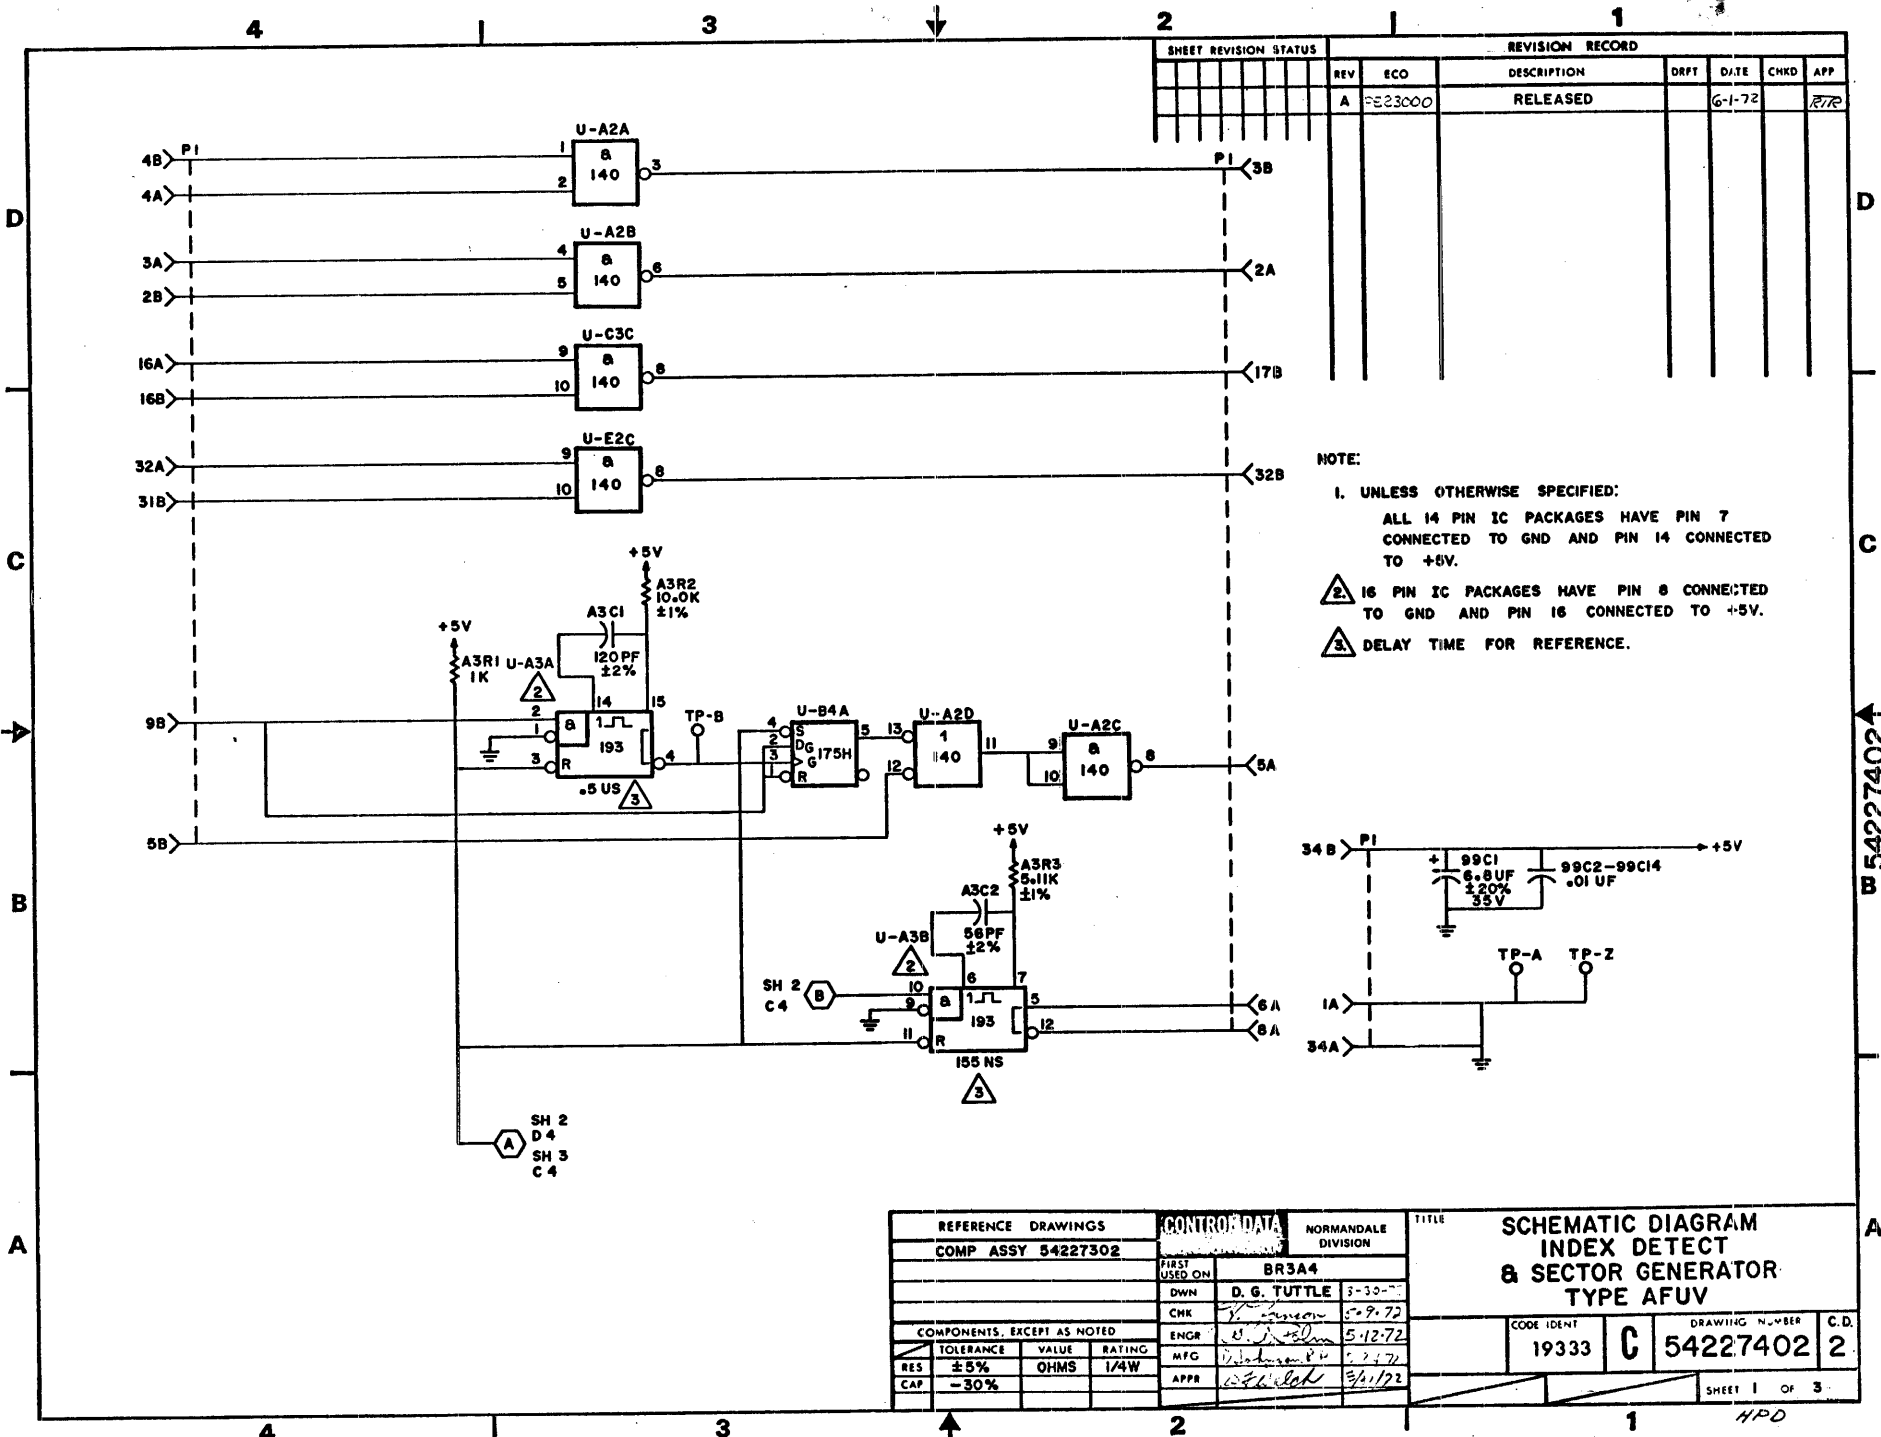 4 3 2 1
SHEET REVISION STATUS
REVISION RECORD
REV ECO DESCRIPTION DRFT DATE CHKD APP
A PE23000 RELEASED 6-1-72 RTR
D
D
4B P1
4A
U-A2A
1
2
&
140
3
P1
3B
3A
2B
U-A2B
4
5
&
140
6
2A
16A
16B
U-C3C
9
10
&
140
8
17B
32A
31B
U-E2C
9
10
&
140
8
32B
NOTE:
1. UNLESS OTHERWISE SPECIFIED:
ALL 14 PIN IC PACKAGES HAVE PIN 7
CONNECTED TO GND AND PIN 14 CONNECTED
TO +5V.
2. 16 PIN IC PACKAGES HAVE PIN 8 CONNECTED
TO GND AND PIN 16 CONNECTED TO +5V.
3. DELAY TIME FOR REFERENCE.
C
C
+5V
A3R2
10.0K
±1%
A3C1
120PF
±2%
+5V
A3R1
1K
U-A3A
2
14 15
9B
2
1
3
&
1
193
R
4
.5 US
3
TP-B
U-B4A
4
2
3
1
S
DG
G
R
175H
5
U-A2D
13
12
1
140
11
U-A2C
9
10
&
140
8
5A
5B
+5V
A3R3
5.11K
±1%
A3C2
56PF
±2%
U-A3B
2
6 7
SH 2
C4
B
10
9
11
&
1
193
R
5
12
6A
8A
155 NS
3
34B P1
+5V
+
99C1
6.8UF
±20%
35V
99C2-99C14
.01 UF
TP-A TP-Z
1A
34A
B
B
54227402
A
SH 2
D4
SH 3
C4
A
A
REFERENCE DRAWINGS
COMP ASSY 54227302
COMPONENTS, EXCEPT AS NOTED
TOLERANCE VALUE RATING
RES ±5% OHMS 1/4W
CAP -30%
CONTROL DATA
NORMANDALE
DIVISION
FIRST
USED ON
BR3A4
DWN D. G. TUTTLE
CHK 5-9-72
ENGR 5-12-72
MFG
APPR
TITLE
SCHEMATIC DIAGRAM
INDEX DETECT
& SECTOR GENERATOR
TYPE AFUV
CODE IDENT
19333
C
DRAWING NUMBER
54227402
C.D.
2
SHEET 1 OF 3
HPD
4 3 2 1